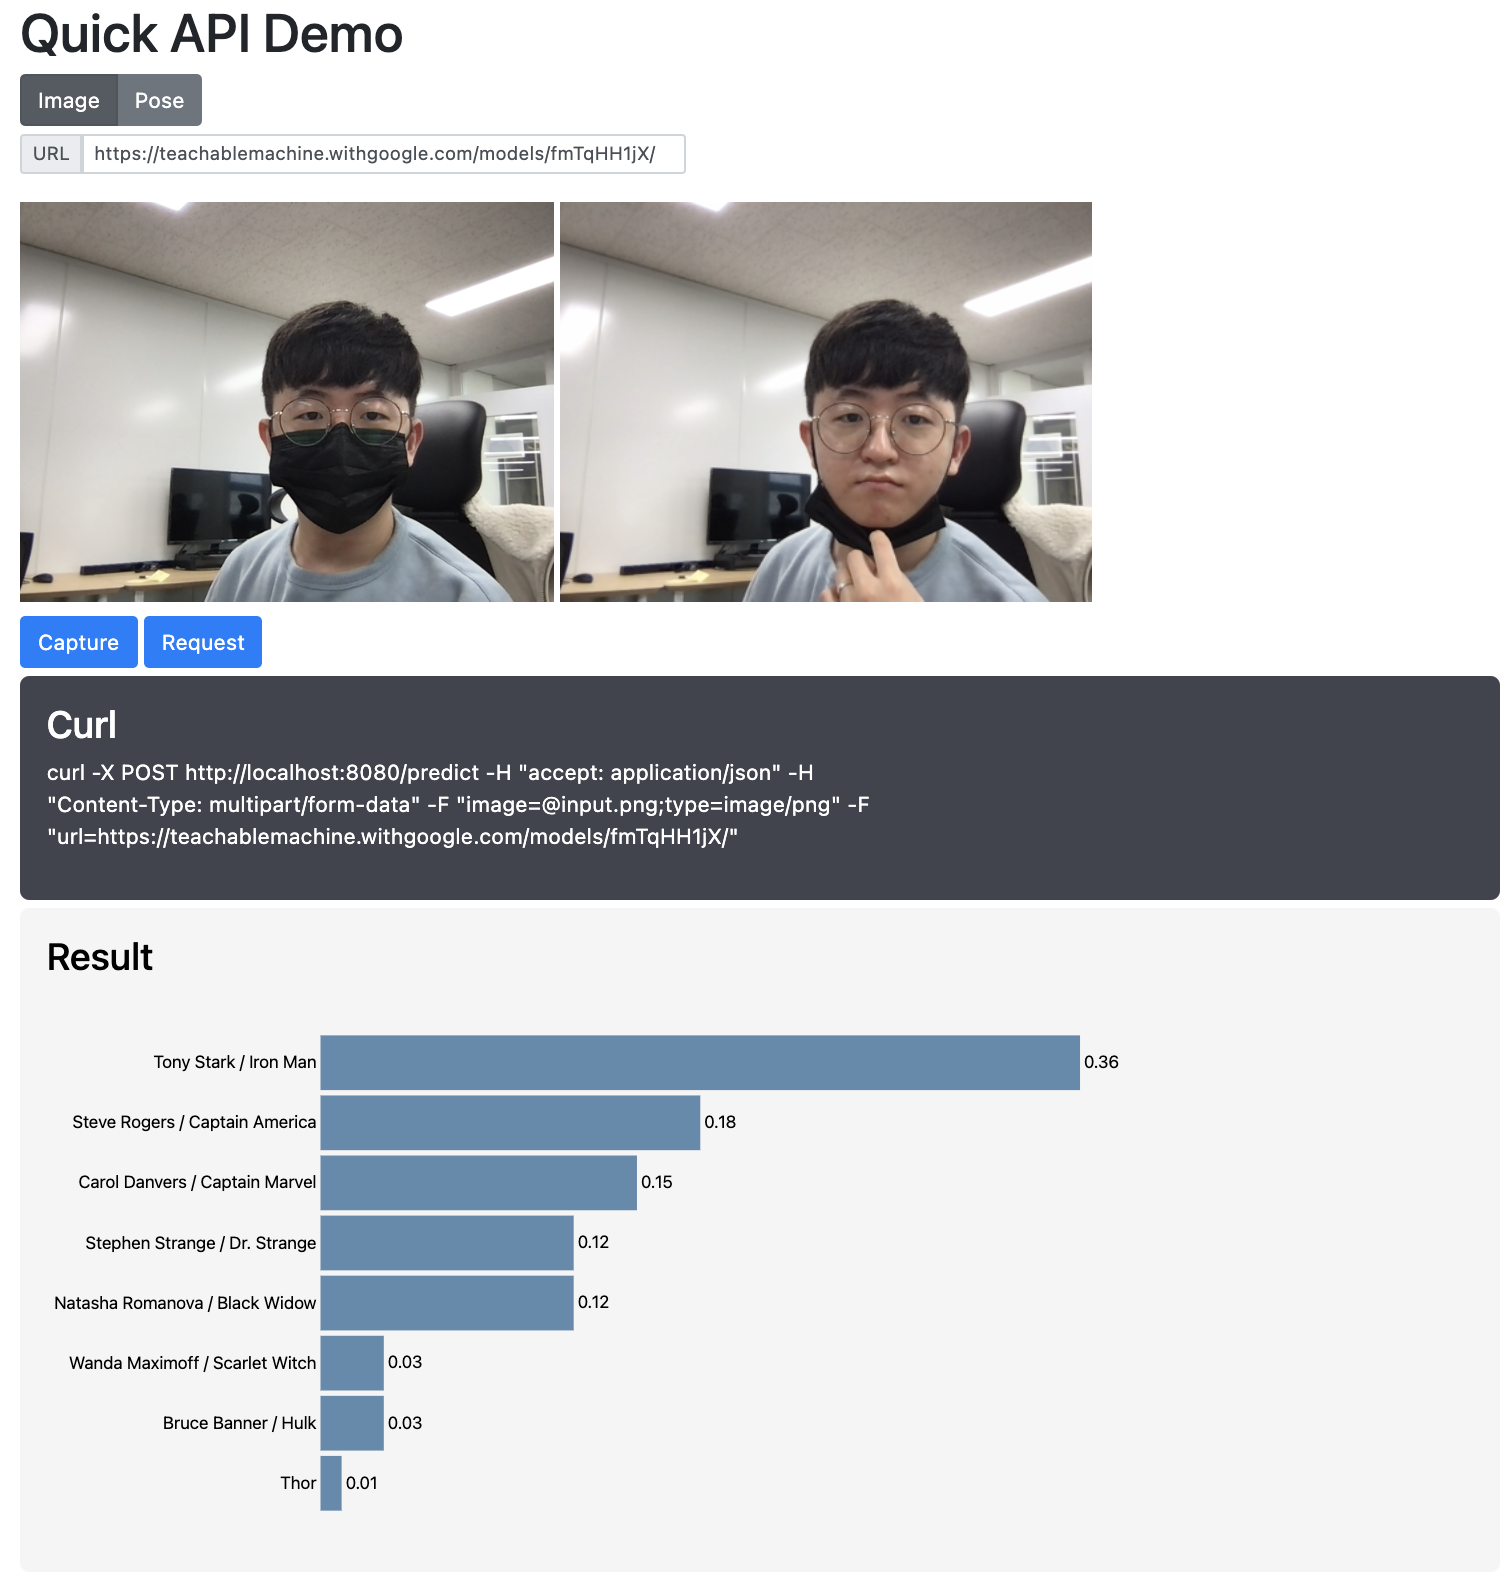 Quick API Demo
Image Pose
URL https://teachablemachine.withgoogle.com/models/fmTqHH1jX/
Capture Request
Curl
curl -X POST http://localhost:8080/predict -H "accept: application/json" -H
"Content-Type: multipart/form-data" -F "image=@input.png;type=image/png" -F
"url=https://teachablemachine.withgoogle.com/models/fmTqHH1jX/"
Result
Tony Stark / Iron Man 0.36
Steve Rogers / Captain America 0.18
Carol Danvers / Captain Marvel 0.15
Stephen Strange / Dr. Strange 0.12
Natasha Romanova / Black Widow 0.12
Wanda Maximoff / Scarlet Witch 0.03
Bruce Banner / Hulk 0.03
Thor 0.01